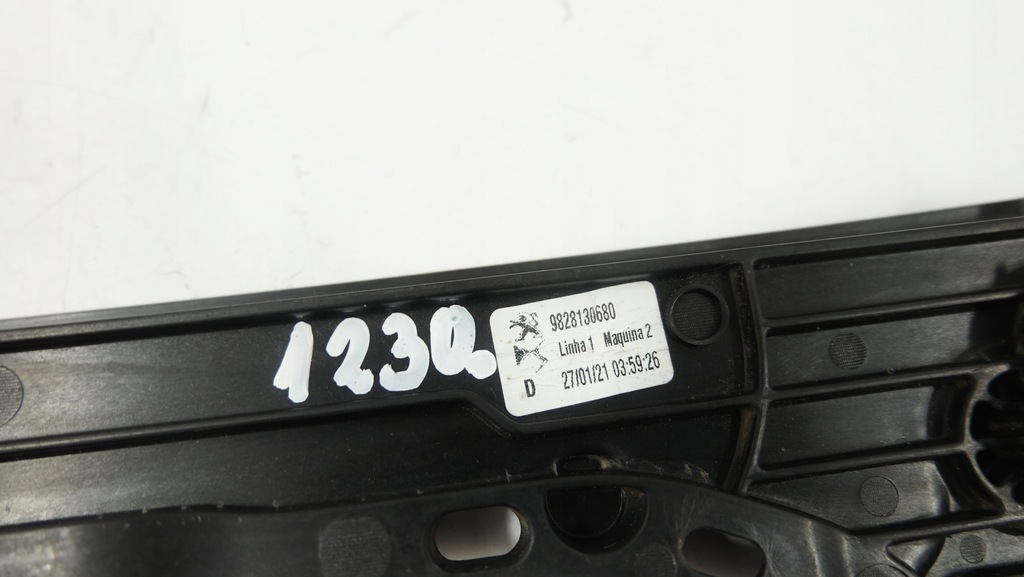 1230.
9828130680
Linha 1 Maquina 2
D 27/01/21 03:59:26